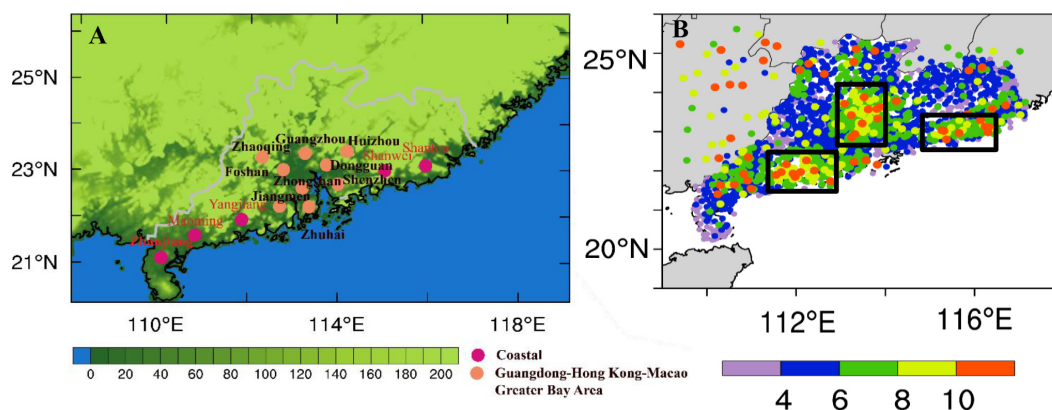 A
25°N
23°N
21°N
110°E
114°E
118°E
Guangzhou
Huizhou
Zhaoqing
Shantou
Shanwei
Dongguan
Foshan
Zhongshan
Shenzhen
Jiangmen
Yangjiang
Maoming
Zhuhai
Zhanjiang
0 20 40 60 80 100 120 140 160 180 200
Coastal
Guangdong-Hong Kong-Macao
Greater Bay Area
B
25°N
20°N
112°E
116°E
4 6 8 10